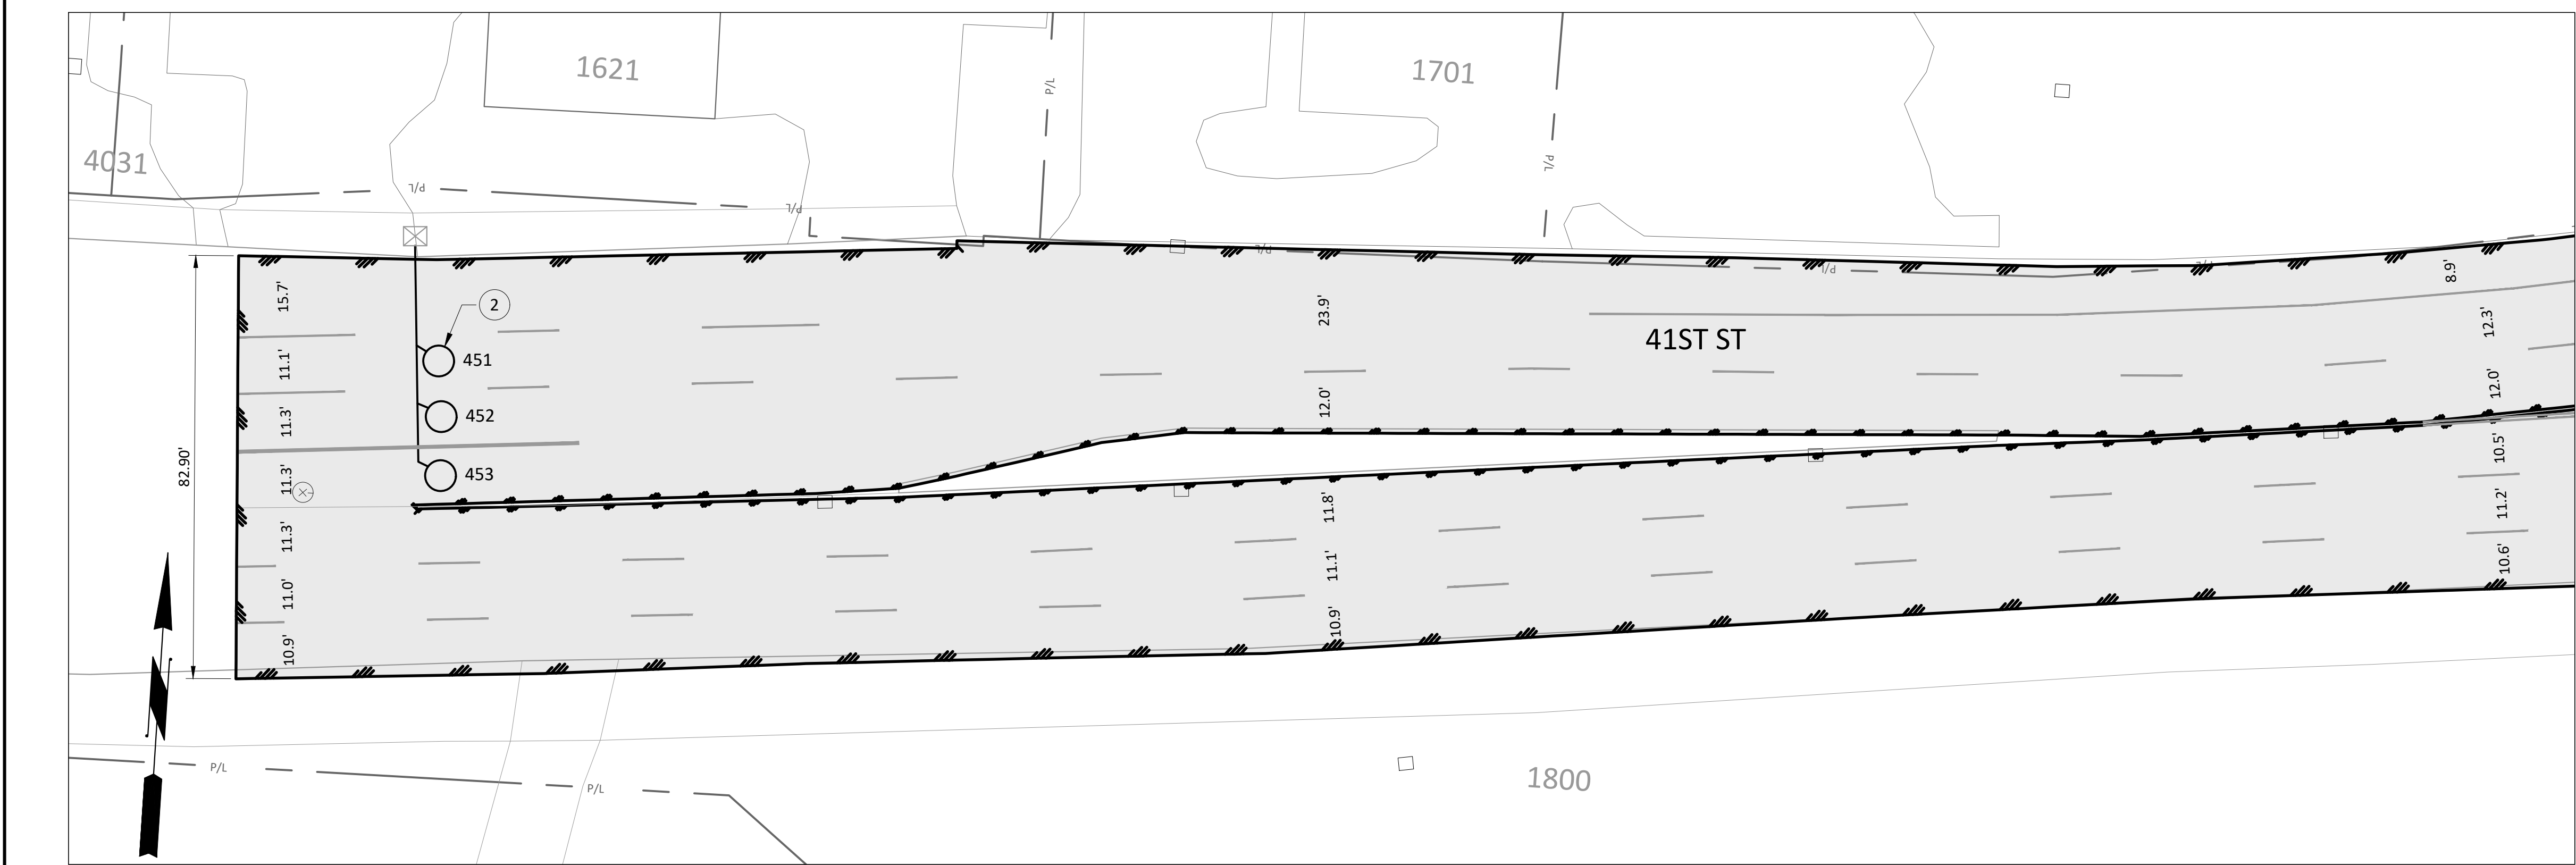 1621
1701
4031
P/L
P/L
P/L
P/L
P/L
P/L
P/L
15.7'
11.1'
11.3'
11.3'
11.3'
11.0'
10.9'
82.90'
2
451
452
453
23.9'
12.0'
11.8'
11.1'
10.9'
41ST ST
8.9'
12.3'
12.0'
10.5'
11.2'
10.6'
P/L
P/L
1800